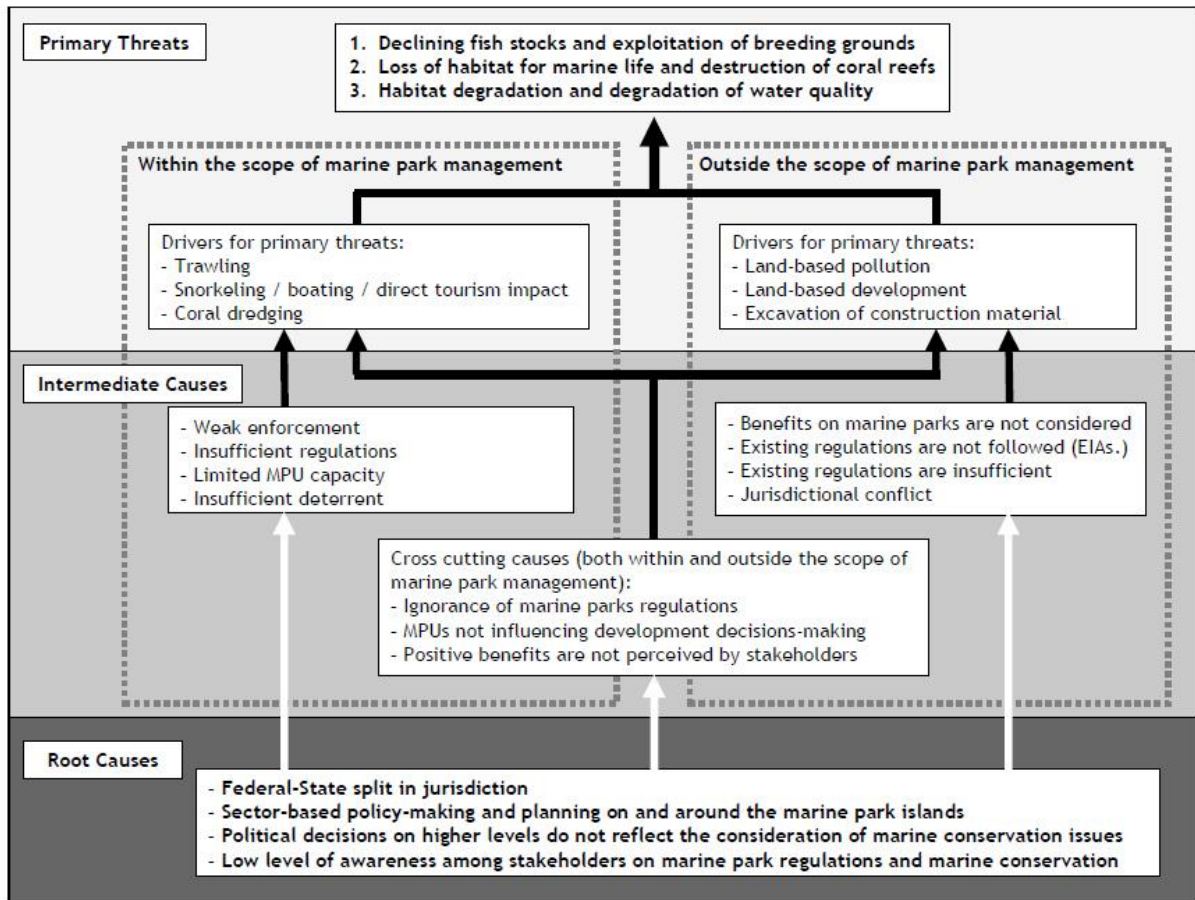 Primary Threats
1. Declining fish stocks and exploitation of breeding grounds
2. Loss of habitat for marine life and destruction of coral reefs
3. Habitat degradation and degradation of water quality
Within the scope of marine park management
Outside the scope of marine park management
Drivers for primary threats:
- Trawling
- Snorkeling / boating / direct tourism impact
- Coral dredging
Drivers for primary threats:
- Land-based pollution
- Land-based development
- Excavation of construction material
Intermediate Causes
- Weak enforcement
- Insufficient regulations
- Limited MPU capacity
- Insufficient deterrent
- Benefits on marine parks are not considered
- Existing regulations are not followed (EIAs.)
- Existing regulations are insufficient
- Jurisdictional conflict
Cross cutting causes (both within and outside the scope of
marine park management):
- Ignorance of marine parks regulations
- MPUs not influencing development decisions-making
- Positive benefits are not perceived by stakeholders
Root Causes
- Federal-State split in jurisdiction
- Sector-based policy-making and planning on and around the marine park islands
- Political decisions on higher levels do not reflect the consideration of marine conservation issues
- Low level of awareness among stakeholders on marine park regulations and marine conservation